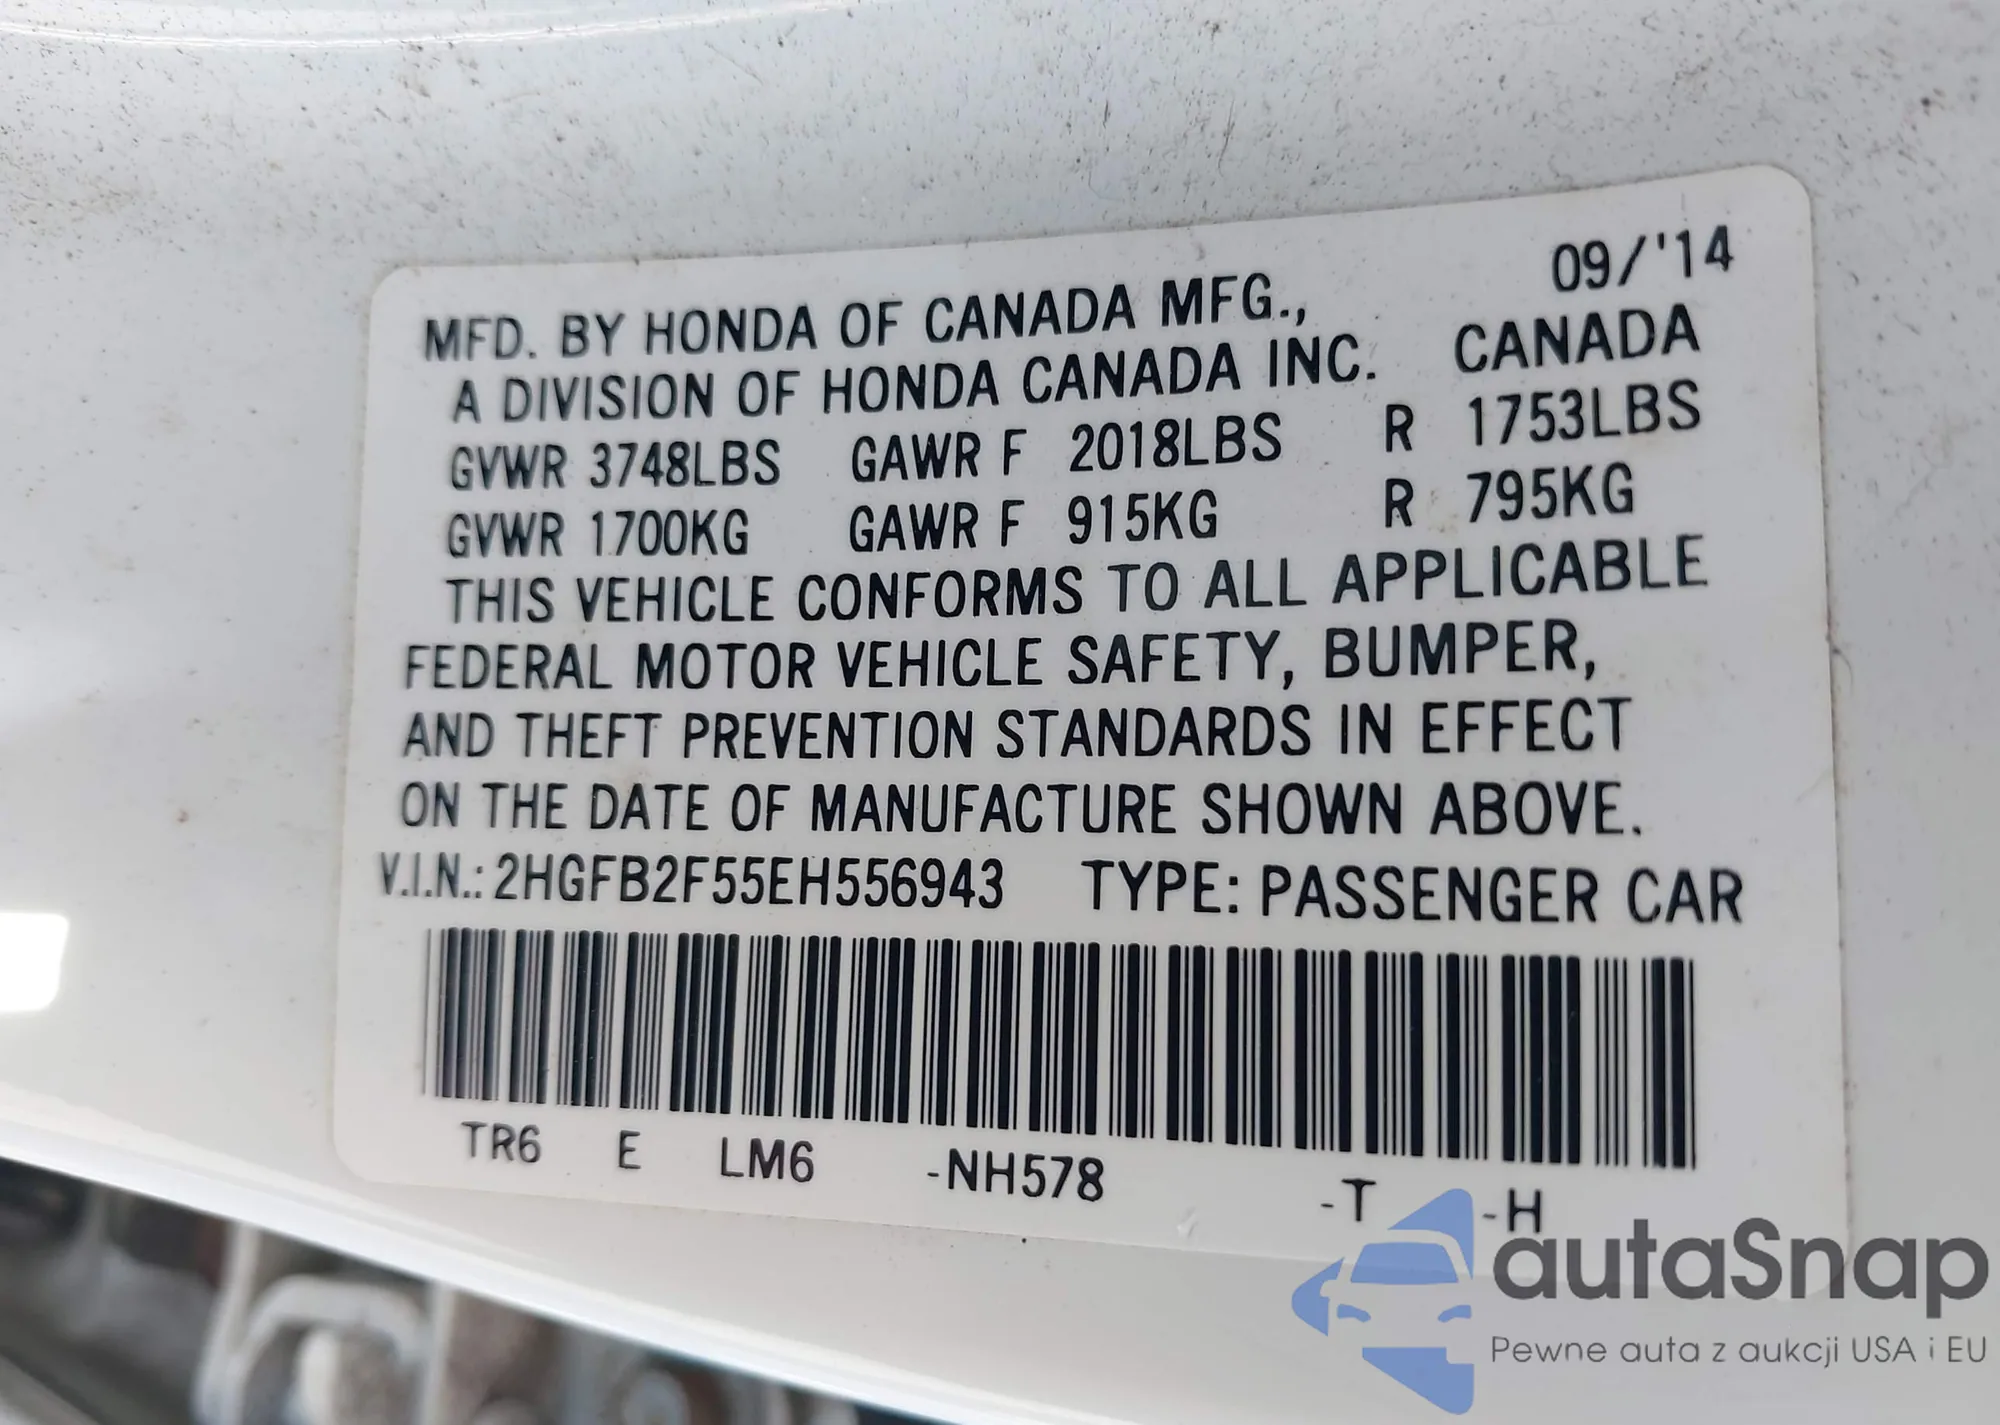 09/'14
MFD. BY HONDA OF CANADA MFG.,
A DIVISION OF HONDA CANADA INC. CANADA
GVWR 3748LBS GAWR F 2018LBS R 1753LBS
GVWR 1700KG GAWR F 915KG R 795KG
THIS VEHICLE CONFORMS TO ALL APPLICABLE
FEDERAL MOTOR VEHICLE SAFETY, BUMPER,
AND THEFT PREVENTION STANDARDS IN EFFECT
ON THE DATE OF MANUFACTURE SHOWN ABOVE.
V.I.N.: 2HGFB2F55EH556943 TYPE: PASSENGER CAR
TR6 E LM6 -NH578 -T -H
autaSnap
Pewne auta z aukcji USA i EU